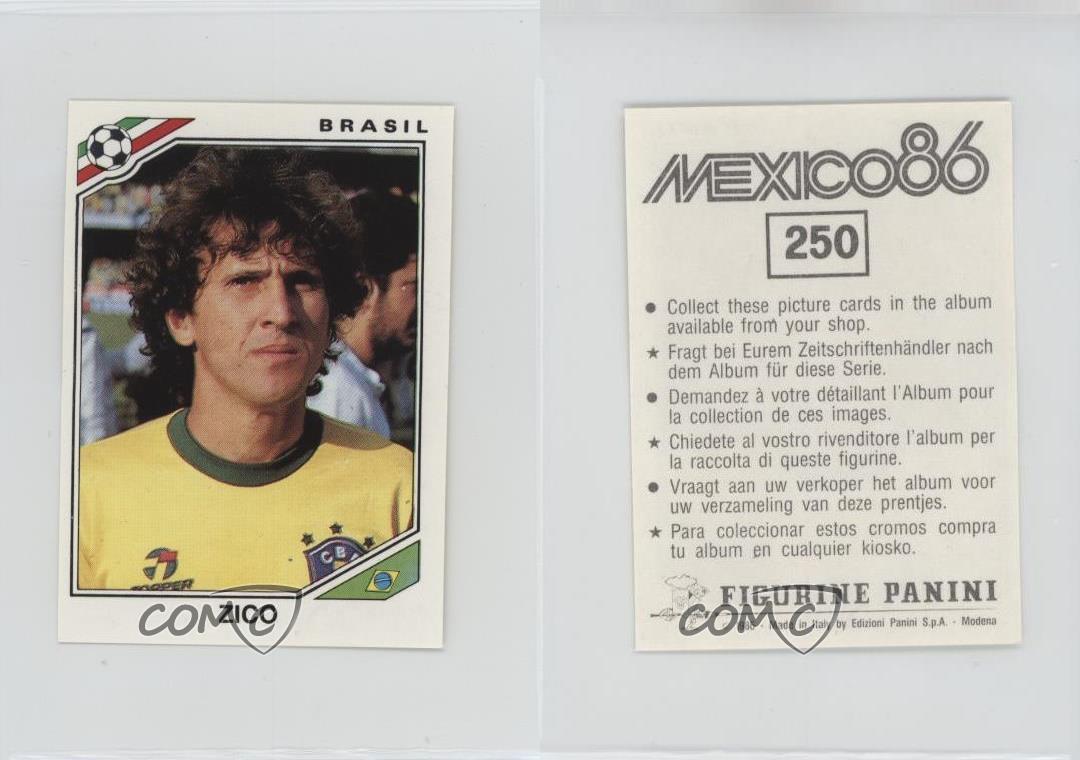 BRASIL
CBF
TOPPER
ZICO
COMC
MEXICO86
250
• Collect these picture cards in the album
available from your shop.
★ Fragt bei Eurem Zeitschriftenhändler nach
dem Album für diese Serie.
• Demandez à votre détaillant l'Album pour
la collection de ces images.
★ Chiedete al vostro rivenditore l'album per
la raccolta di queste figurine.
• Vraagt aan uw verkoper het album voor
uw verzameling van deze prentjes.
★ Para coleccionar estos cromos compra
tu album en cualquier kiosko.
FIGURINE PANINI
Made in Italy by Edizioni Panini S.p.A. - Modena
COMC